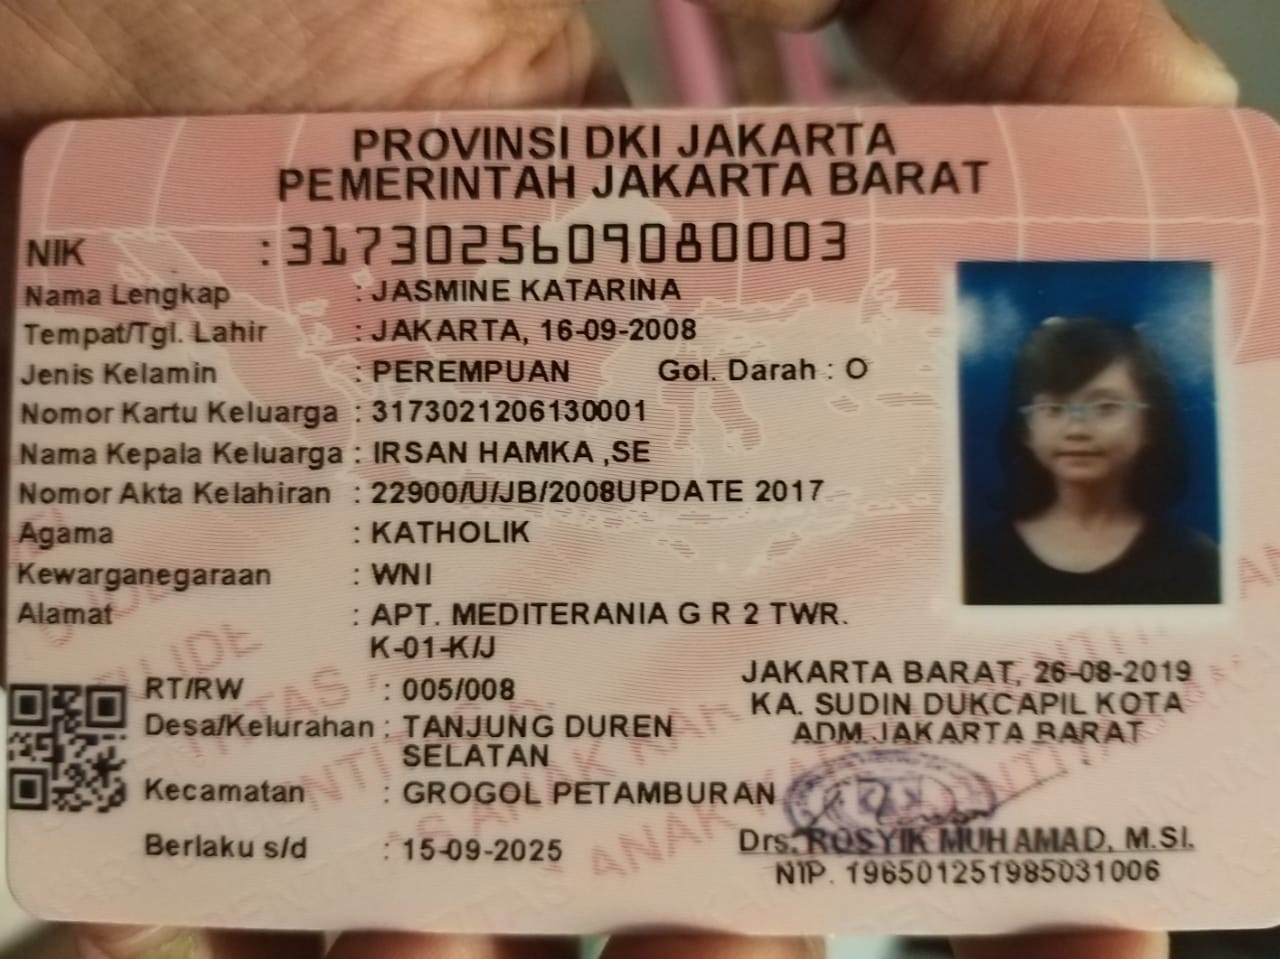 PROVINSI DKI JAKARTA
PEMERINTAH JAKARTA BARAT
NIK : 3173025609080003
Nama Lengkap : JASMINE KATARINA
Tempat/Tgl. Lahir : JAKARTA, 16-09-2008
Jenis Kelamin : PEREMPUAN Gol. Darah : O
Nomor Kartu Keluarga : 3173021206130001
Nama Kepala Keluarga : IRSAN HAMKA ,SE
Nomor Akta Kelahiran : 22900/U/JB/2008UPDATE 2017
Agama : KATHOLIK
Kewarganegaraan : WNI
Alamat : APT. MEDITERANIA G R 2 TWR.
K-01-K/J
RT/RW : 005/008
Desa/Kelurahan : TANJUNG DUREN
SELATAN
Kecamatan : GROGOL PETAMBURAN
Berlaku s/d : 15-09-2025
JAKARTA BARAT, 26-08-2019
KA. SUDIN DUKCAPIL KOTA
ADM.JAKARTA BARAT
Drs. ROSYIK MUHAMAD, M.SI.
NIP. 196501251985031006